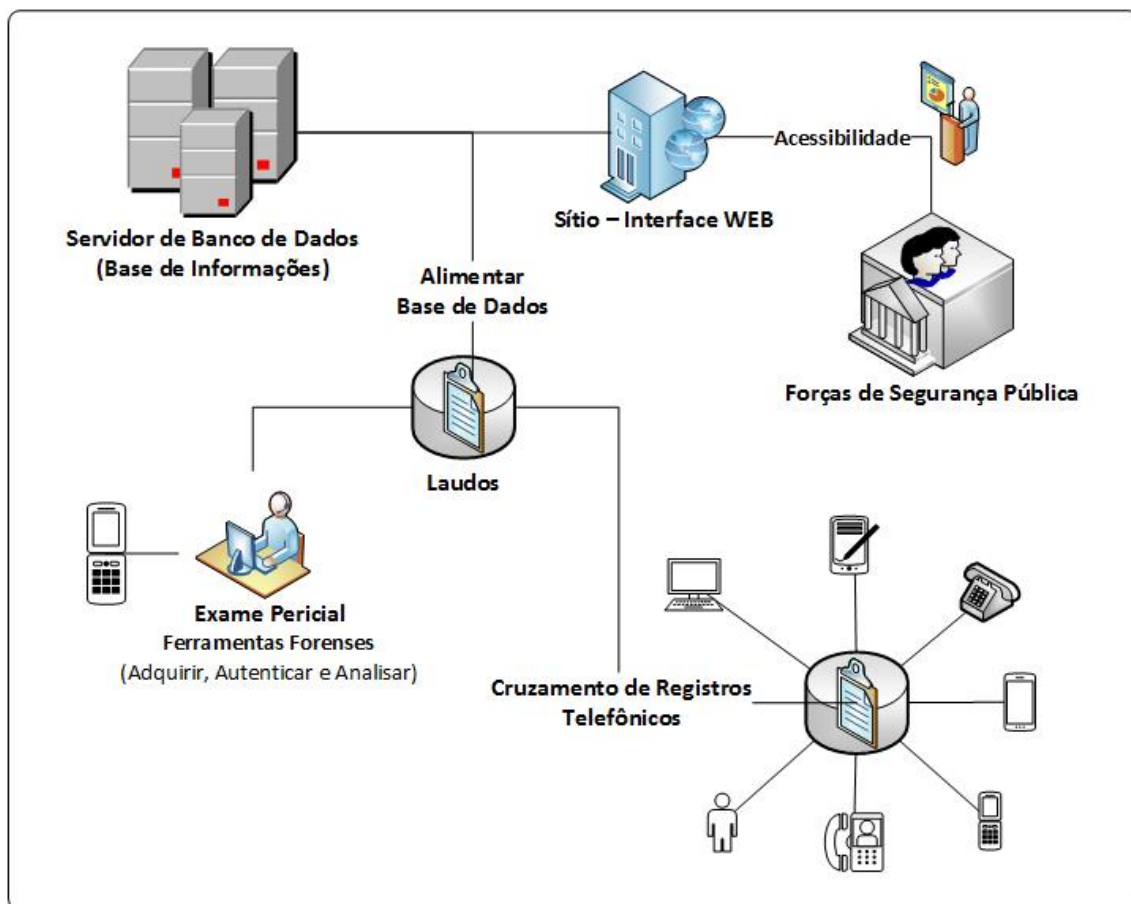 Acessibilidade
Sítio – Interface WEB
Servidor de Banco de Dados
(Base de Informações)
Alimentar
Base de Dados
Forças de Segurança Pública
Laudos
Exame Pericial
Ferramentas Forenses
(Adquirir, Autenticar e Analisar)
Cruzamento de Registros
Telefônicos